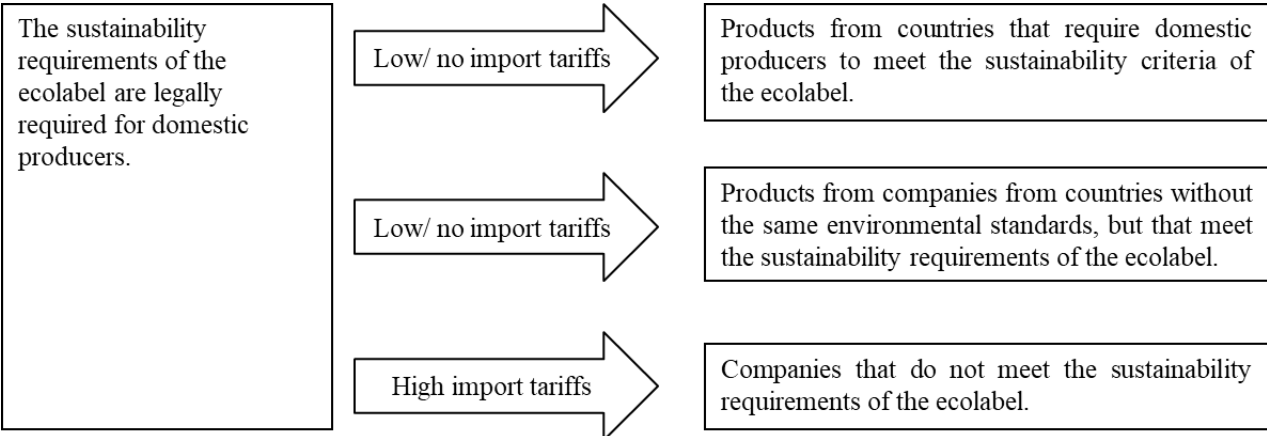 The sustainability
requirements of the
ecolabel are legally
required for domestic
producers.
Low/ no import tariffs
Products from countries that require domestic
producers to meet the sustainability criteria of
the ecolabel.
Low/ no import tariffs
Products from companies from countries without
the same environmental standards, but that meet
the sustainability requirements of the ecolabel.
High import tariffs
Companies that do not meet the sustainability
requirements of the ecolabel.